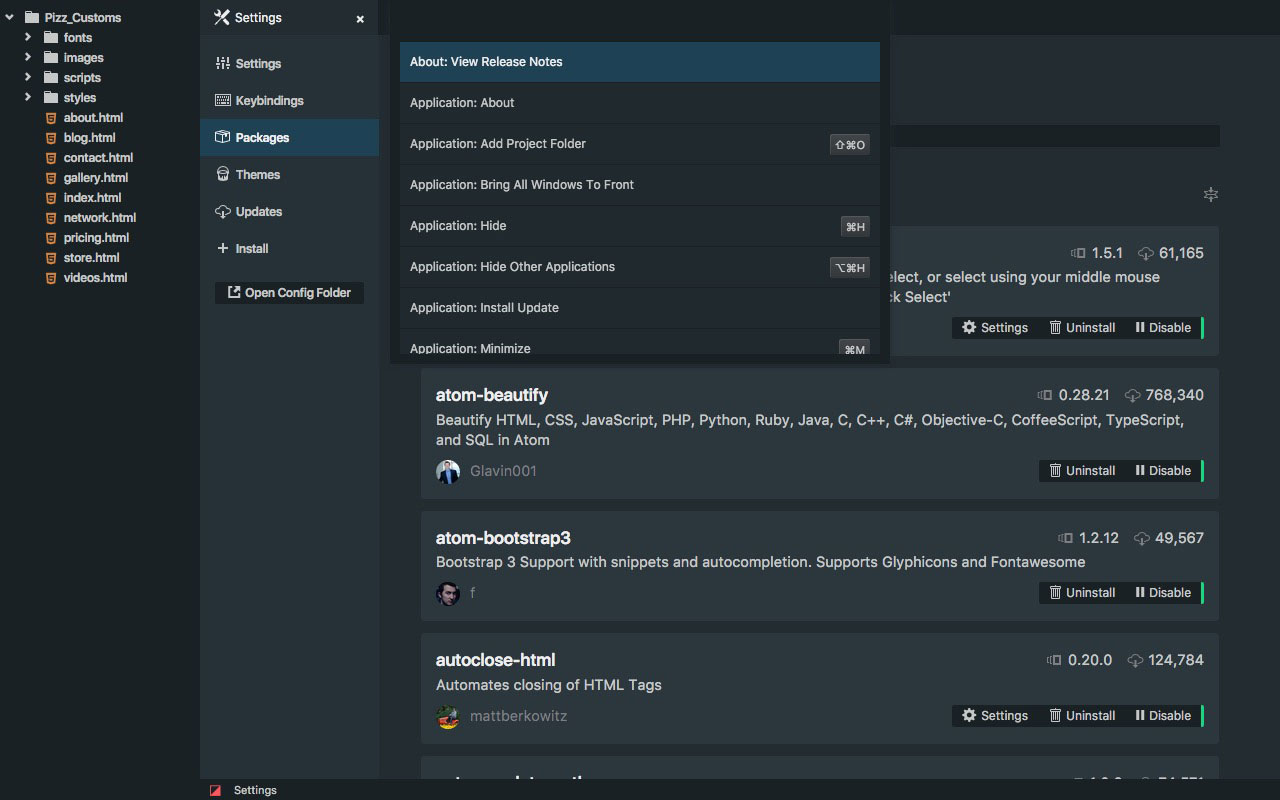 Pizz_Customs
fonts
images
scripts
styles
about.html
blog.html
contact.html
gallery.html
index.html
network.html
pricing.html
store.html
videos.html
Settings
Settings
Keybindings
Packages
Themes
Updates
Install
Open Config Folder
About: View Release Notes
Application: About
Application: Add Project Folder ⇧⌘O
Application: Bring All Windows To Front
Application: Hide ⌘H
Application: Hide Other Applications ⌥⌘H
Application: Install Update
Application: Minimize ⌘M
1.5.1 61,165
elect, or select using your middle mouse
ck Select'
Settings Uninstall Disable
atom-beautify 0.28.21 768,340
Beautify HTML, CSS, JavaScript, PHP, Python, Ruby, Java, C, C++, C#, Objective-C, CoffeeScript, TypeScript,
and SQL in Atom
Glavin001 Uninstall Disable
atom-bootstrap3 1.2.12 49,567
Bootstrap 3 Support with snippets and autocompletion. Supports Glyphicons and Fontawesome
f Uninstall Disable
autoclose-html 0.20.0 124,784
Automates closing of HTML Tags
mattberkowitz Settings Uninstall Disable
Settings